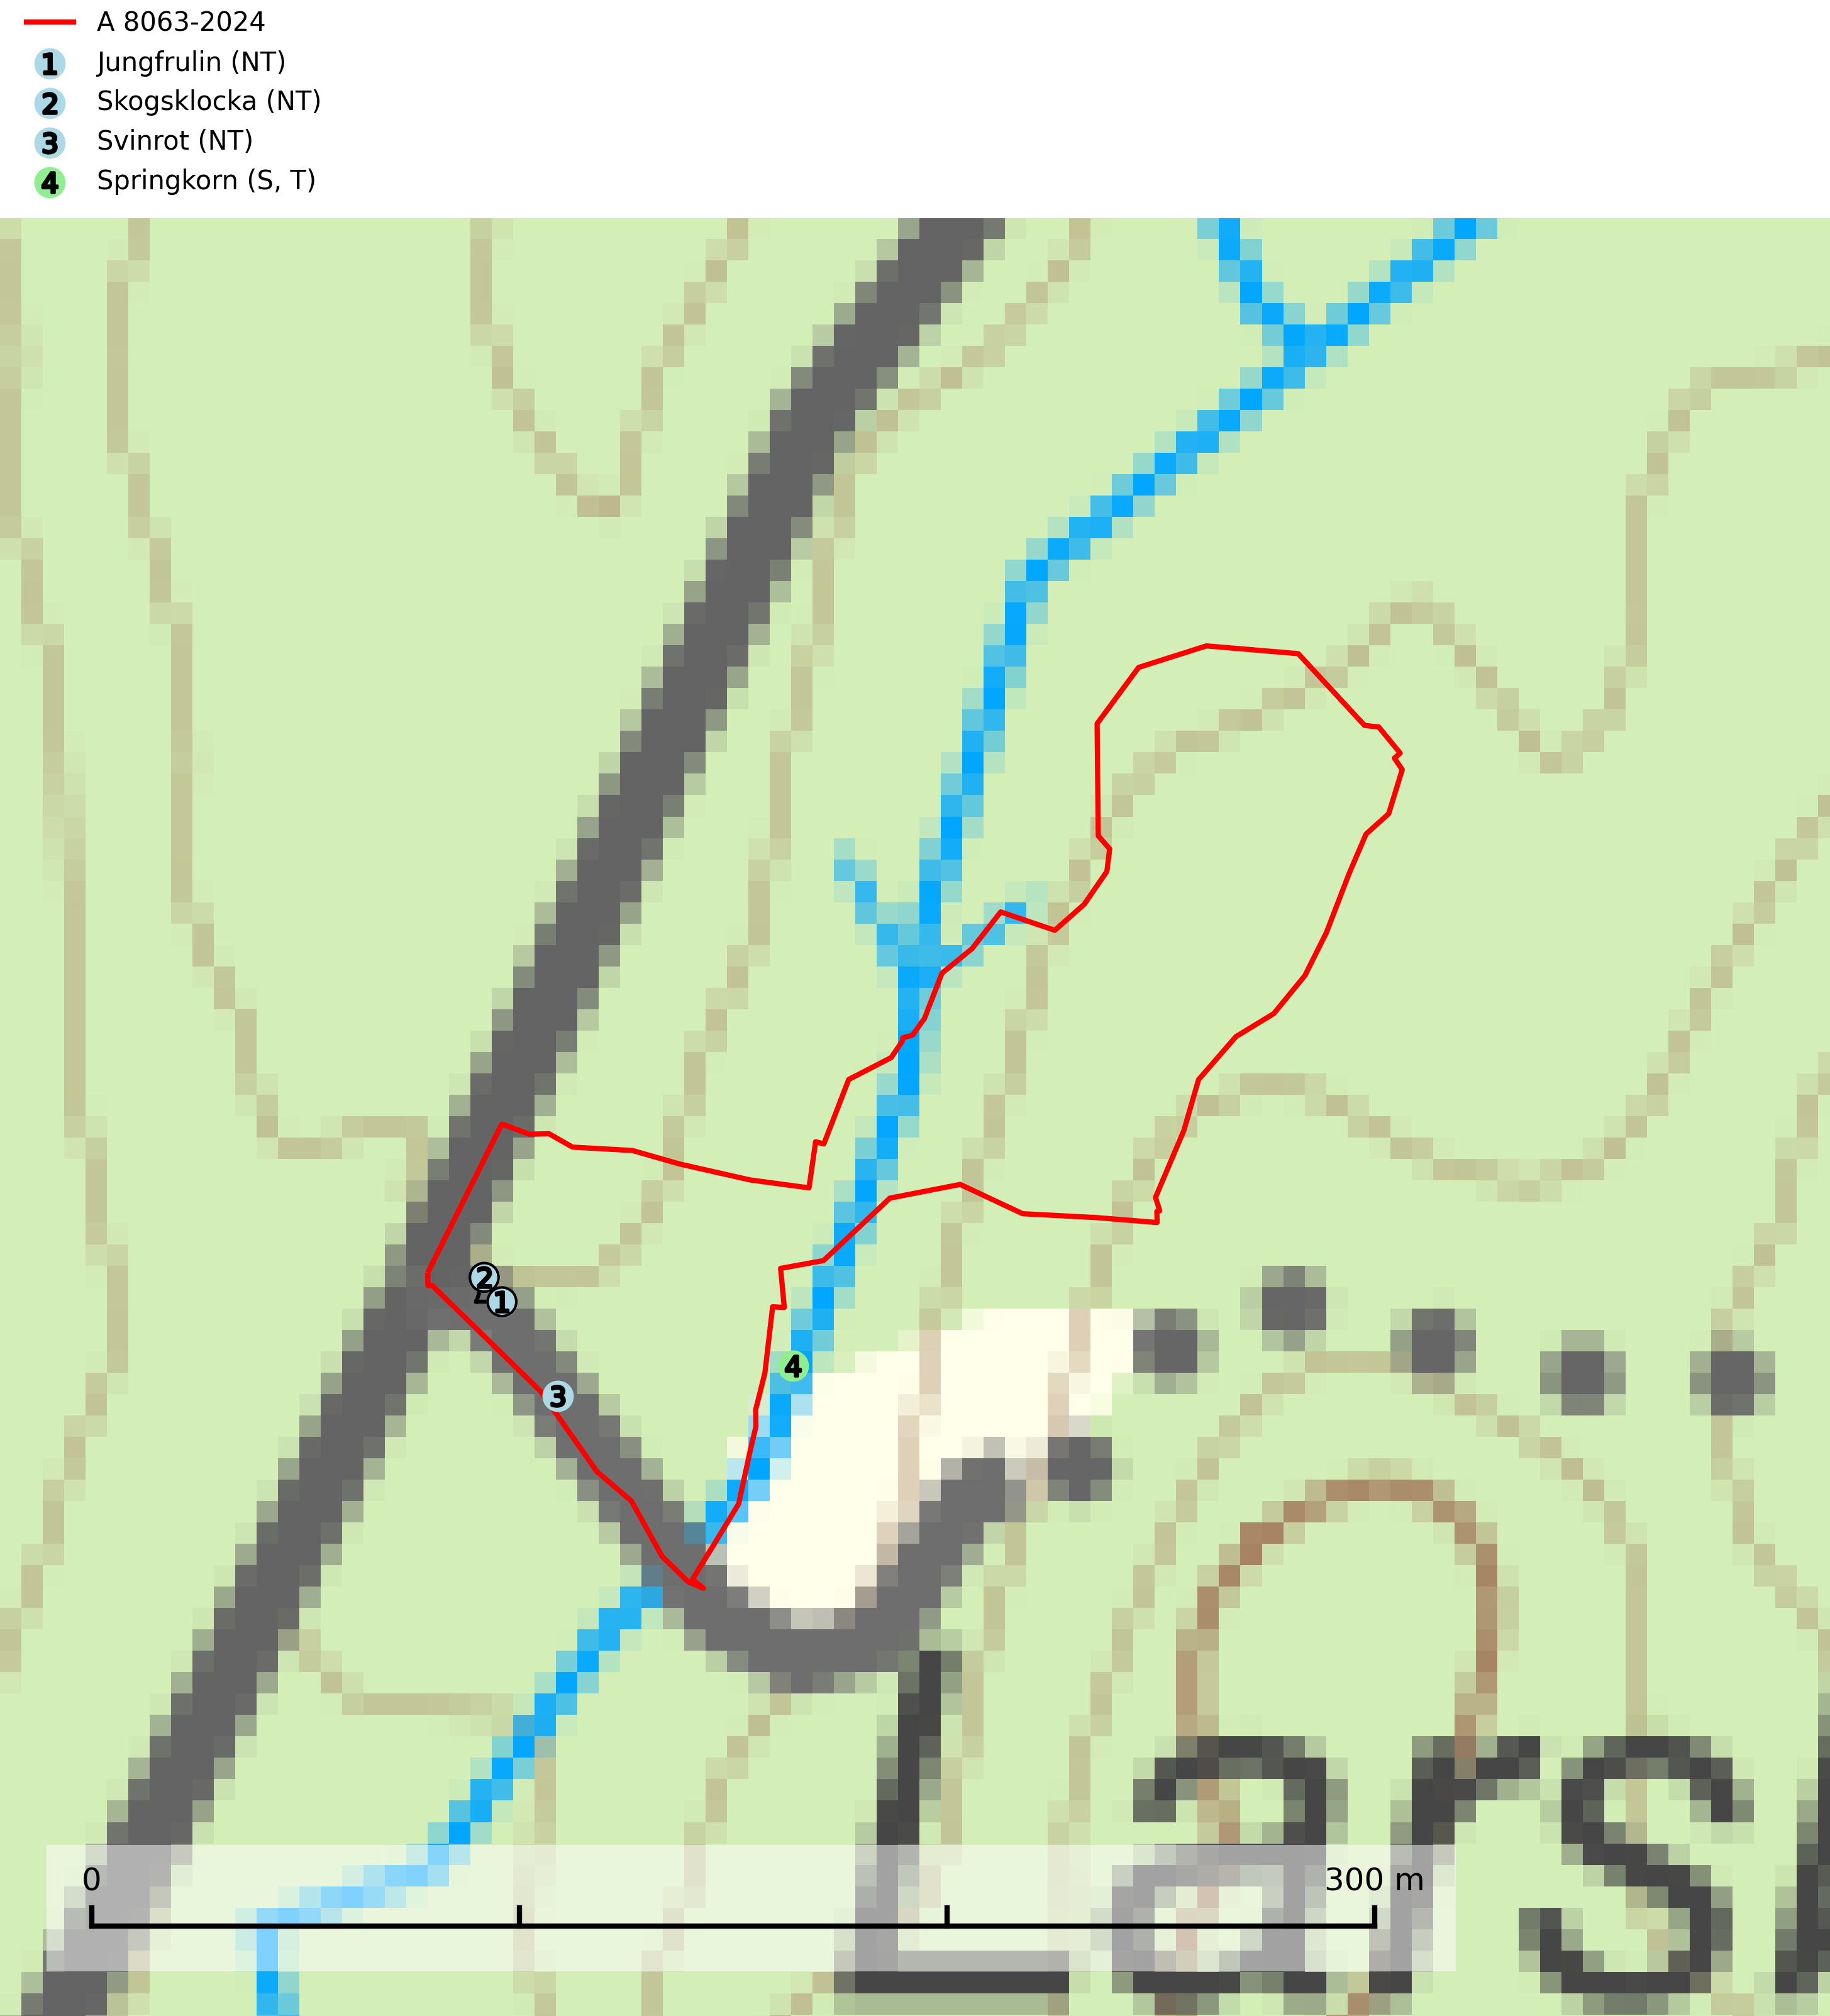 A 8063-2024
1 Jungfrulin (NT)
2 Skogsklocka (NT)
3 Svinrot (NT)
4 Springkorn (S, T)
2
1
3
4
Lars
0 300 m